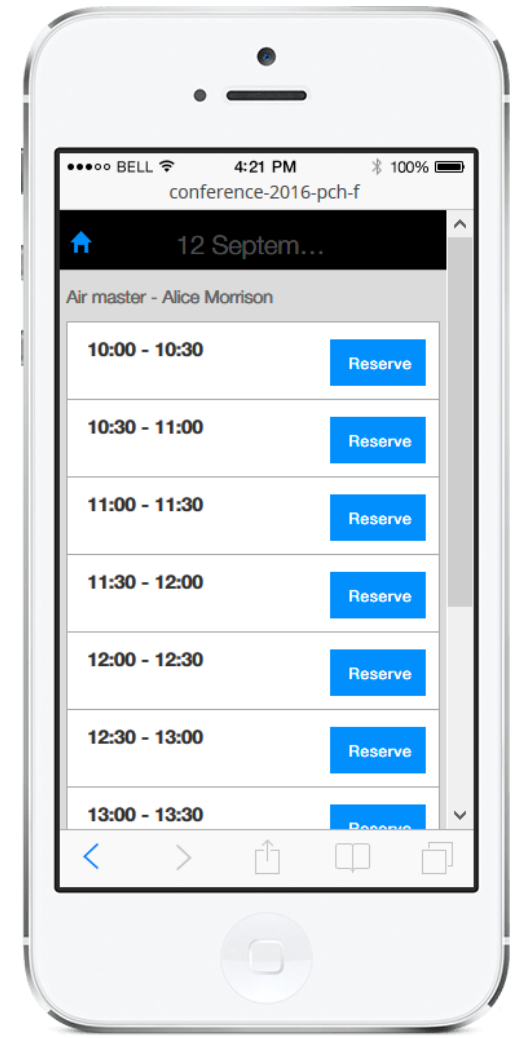 ●●●○○ BELL 4:21 PM 100%
conference-2016-pch-f
12 Septem...
Air master - Alice Morrison
10:00 - 10:30 Reserve
10:30 - 11:00 Reserve
11:00 - 11:30 Reserve
11:30 - 12:00 Reserve
12:00 - 12:30 Reserve
12:30 - 13:00 Reserve
13:00 - 13:30 Reserve